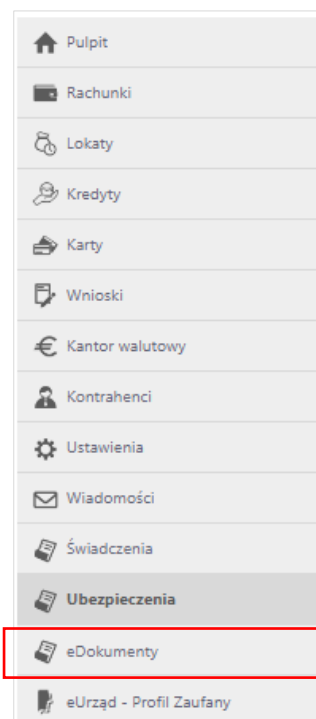 Pulpit
Rachunki
Lokaty
Kredyty
Karty
Wnioski
Kantor walutowy
Kontrahenci
Ustawienia
Wiadomości
Świadczenia
Ubezpieczenia
eDokumenty
eUrząd - Profil Zaufany